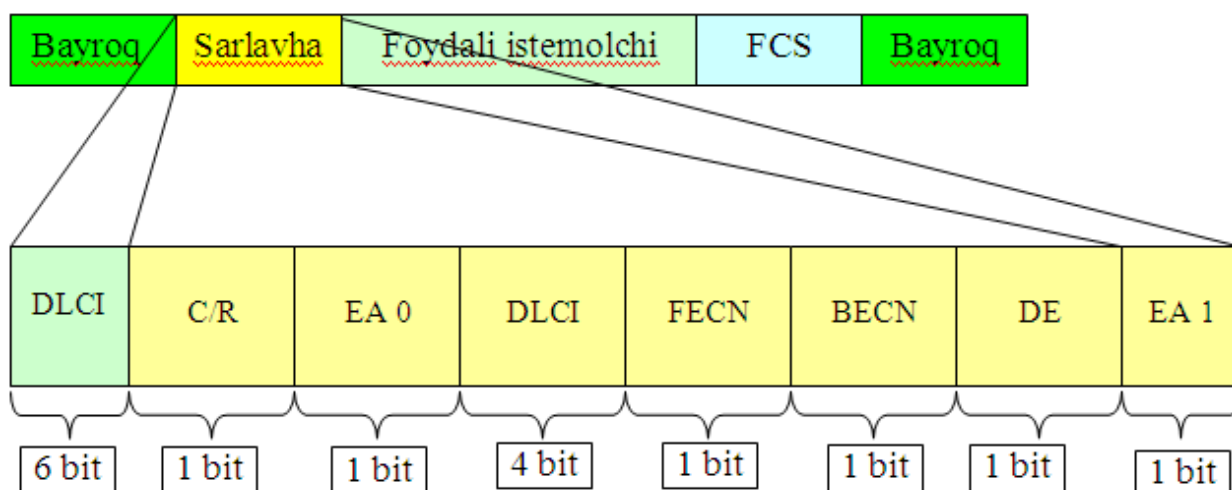 Bayroq Sarlavha Foydali istemolchi FCS Bayroq
DLCI C/R EA 0 DLCI FECN BECN DE EA 1
6 bit 1 bit 1 bit 4 bit 1 bit 1 bit 1 bit 1 bit